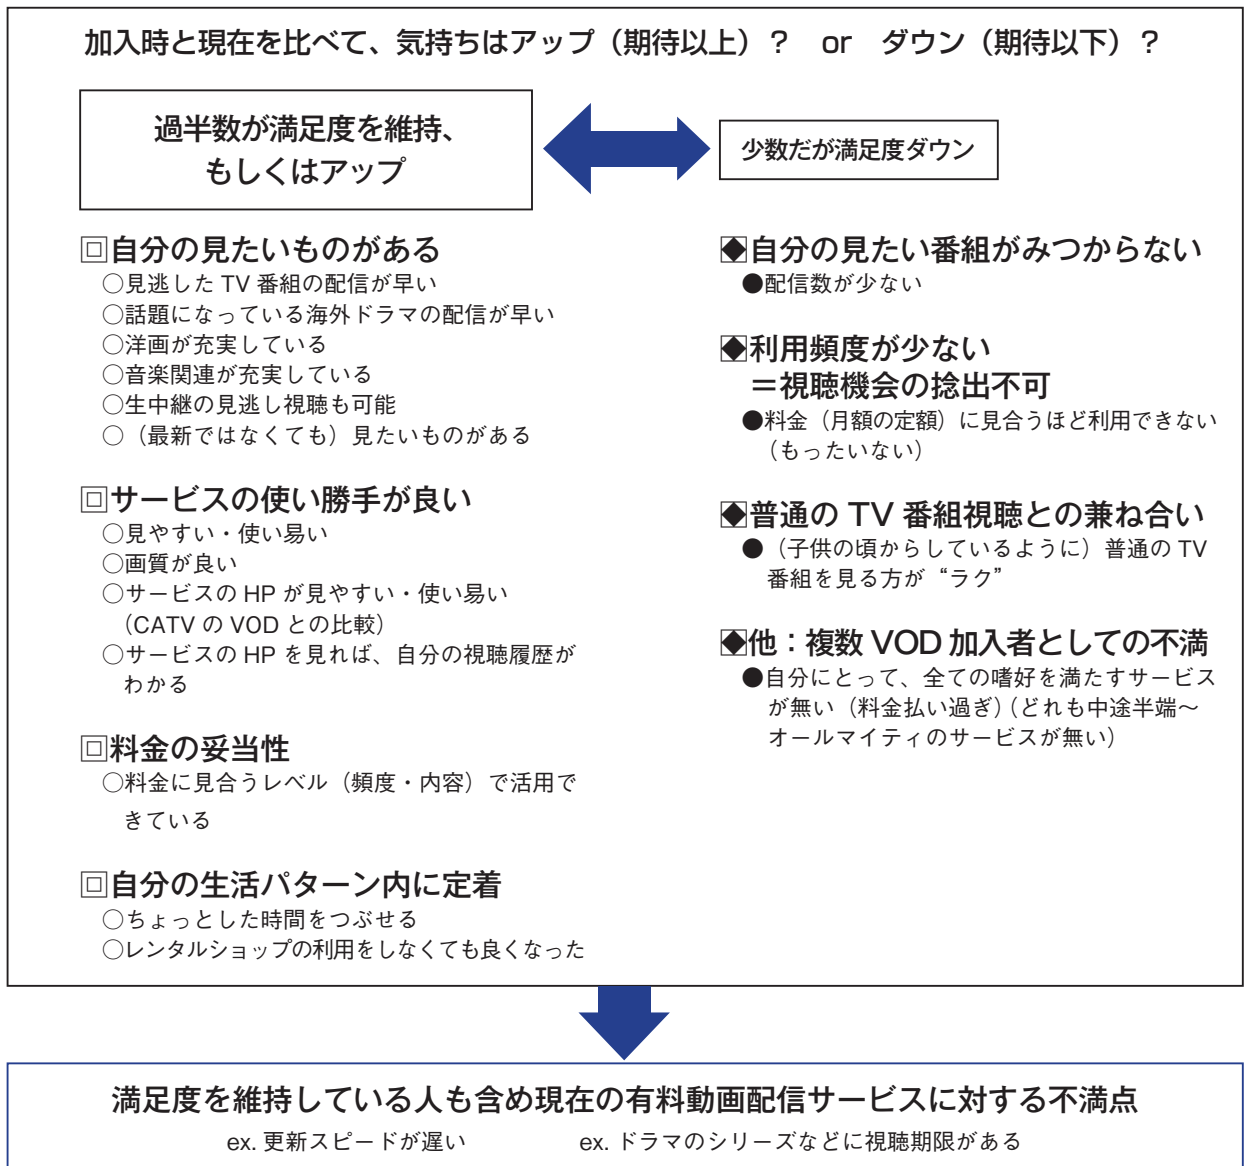 加入時と現在を比べて、気持ちはアップ（期待以上）？　or　ダウン（期待以下）？
過半数が満足度を維持、
もしくはアップ
少数だが満足度ダウン
回自分の見たいものがある
○見逃した TV 番組の配信が早い
○話題になっている海外ドラマの配信が早い
○洋画が充実している
○音楽関連が充実している
○生中継の見逃し視聴も可能
○（最新ではなくても）見たいものがある
回サービスの使い勝手が良い
○見やすい・使い易い
○画質が良い
○サービスの HP が見やすい・使い易い
（CATV の VOD との比較）
○サービスの HP を見れば、自分の視聴履歴が
わかる
回料金の妥当性
○料金に見合うレベル（頻度・内容）で活用で
きている
回自分の生活パターン内に定着
○ちょっとした時間をつぶせる
○レンタルショップの利用をしなくても良くなった
◆自分の見たい番組がみつからない
●配信数が少ない
◆利用頻度が少ない
＝視聴機会の捻出不可
●料金（月額の定額）に見合うほど利用できない
（もったいない）
◆普通の TV 番組視聴との兼ね合い
●（子供の頃からしているように）普通の TV
番組を見る方が“ラク”
◆他：複数 VOD 加入者としての不満
●自分にとって、全ての嗜好を満たすサービス
が無い（料金払い過ぎ）（どれも中途半端～
オールマイティのサービスが無い）
満足度を維持している人も含め現在の有料動画配信サービスに対する不満点
ex. 更新スピードが遅い　ex. ドラマのシリーズなどに視聴期限がある